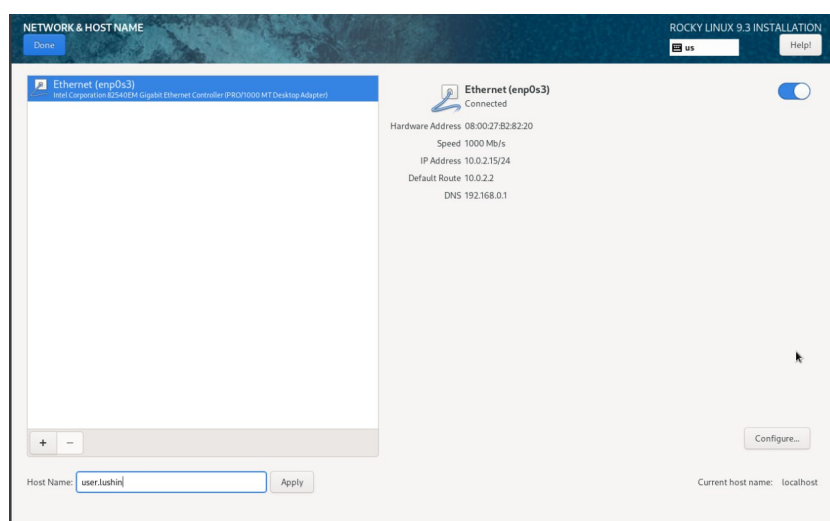 NETWORK & HOST NAME
ROCKY LINUX 9.3 INSTALLATION
Done
us
Help!
Ethernet (enp0s3)
Intel Corporation 82540EM Gigabit Ethernet Controller (PRO/1000 MT Desktop Adapter)
Ethernet (enp0s3)
Connected
Hardware Address 08:00:27:B2:82:20
Speed 1000 Mb/s
IP Address 10.0.2.15/24
Default Route 10.0.2.2
DNS 192.168.0.1
+ −
Configure...
Host Name: user.lushin
Apply
Current host name: localhost